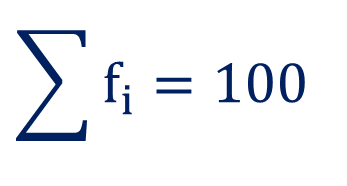 ∑ fᵢ = 100